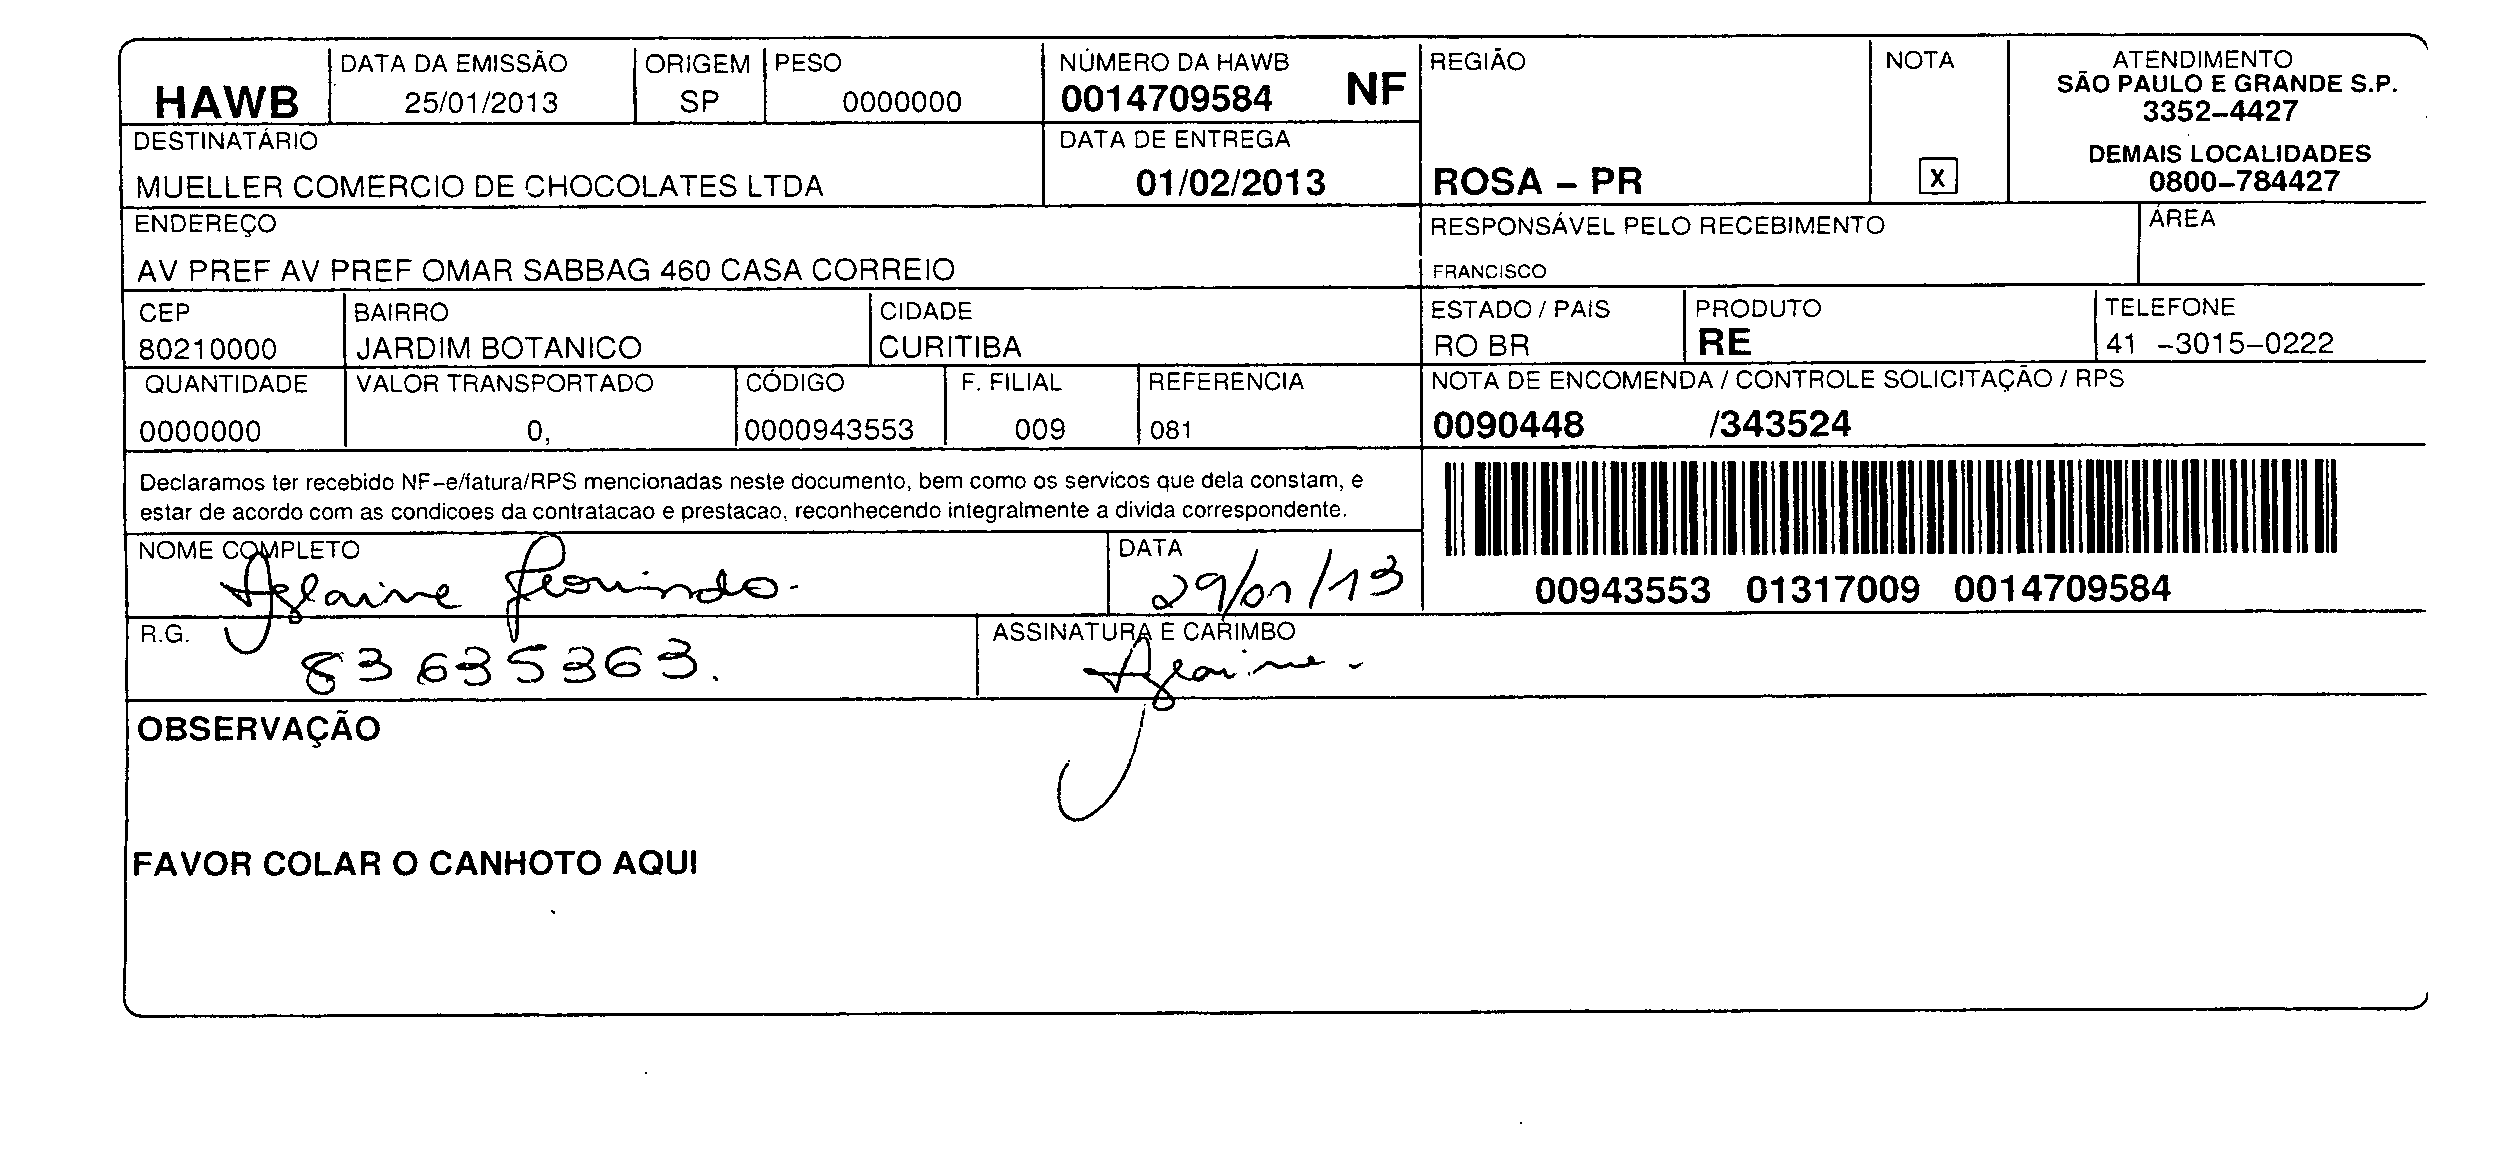 HAWB
DATA DA EMISSÃO
25/01/2013
ORIGEM
SP
PESO
0000000
NÚMERO DA HAWB
0014709584 NF
REGIÃO
ROSA – PR
NOTA
X
ATENDIMENTO
SÃO PAULO E GRANDE S.P.
3352–4427
DEMAIS LOCALIDADES
0800–784427
DESTINATÁRIO
MUELLER COMERCIO DE CHOCOLATES LTDA
DATA DE ENTREGA
01/02/2013
ENDEREÇO
AV PREF AV PREF OMAR SABBAG 460 CASA CORREIO
RESPONSÁVEL PELO RECEBIMENTO
FRANCISCO
ÁREA
CEP
80210000
BAIRRO
JARDIM BOTANICO
CIDADE
CURITIBA
ESTADO / PAIS
RO BR
PRODUTO
RE
TELEFONE
41 –3015–0222
QUANTIDADE
0000000
VALOR TRANSPORTADO
0,
CÓDIGO
0000943553
F. FILIAL
009
REFERENCIA
081
NOTA DE ENCOMENDA / CONTROLE SOLICITAÇÃO / RPS
0090448 /343524
Declaramos ter recebido NF–e/fatura/RPS mencionadas neste documento, bem como os servicos que dela constam, e
estar de acordo com as condicoes da contratacao e prestacao, reconhecendo integralmente a divida correspondente.
00943553 01317009 0014709584
NOME COMPLETO
DATA
29/01/13
R.G.
83635363.
ASSINATURA E CARIMBO
OBSERVAÇÃO
FAVOR COLAR O CANHOTO AQUI